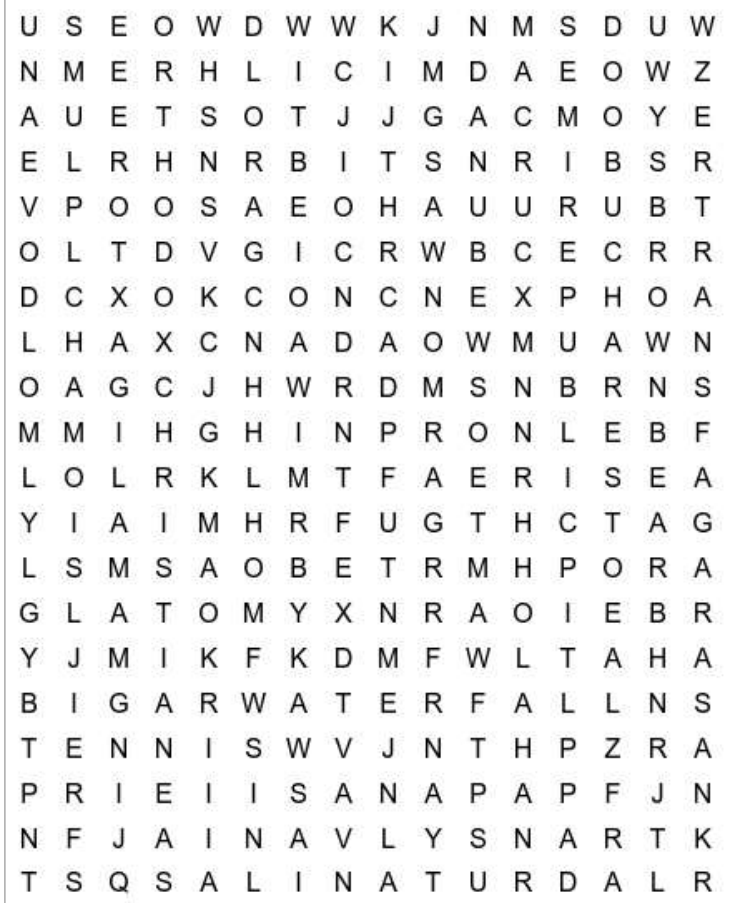 U S E O W D W W K J N M S D U W
N M E R H L I C I M D A E O W Z
A U E T S O T J J G A C M O Y E
E L R H N R B I T S N R I B S R
V P O O S A E O H A U U R U B T
O L T D V G I C R W B C E C R R
D C X O K C O N C N E X P H O A
L H A X C N A D A O W M U A W N
O A G C J H W R D M S N B R N S
M M I H G H I N P R O N L E B F
L O L R K L M T F A E R I S E A
Y I A I M H R F U G T H C T A G
L S M S A O B E T R M H P O R A
G L A T O M Y X N R A O I E B R
Y J M I K F K D M F W L T A H A
B I G A R W A T E R F A L L N S
T E N N I S W V J N T H P Z R A
P R I E I I S A N A P A P F J N
N F J A I N A V L Y S N A R T K
T S Q S A L I N A T U R D A L R